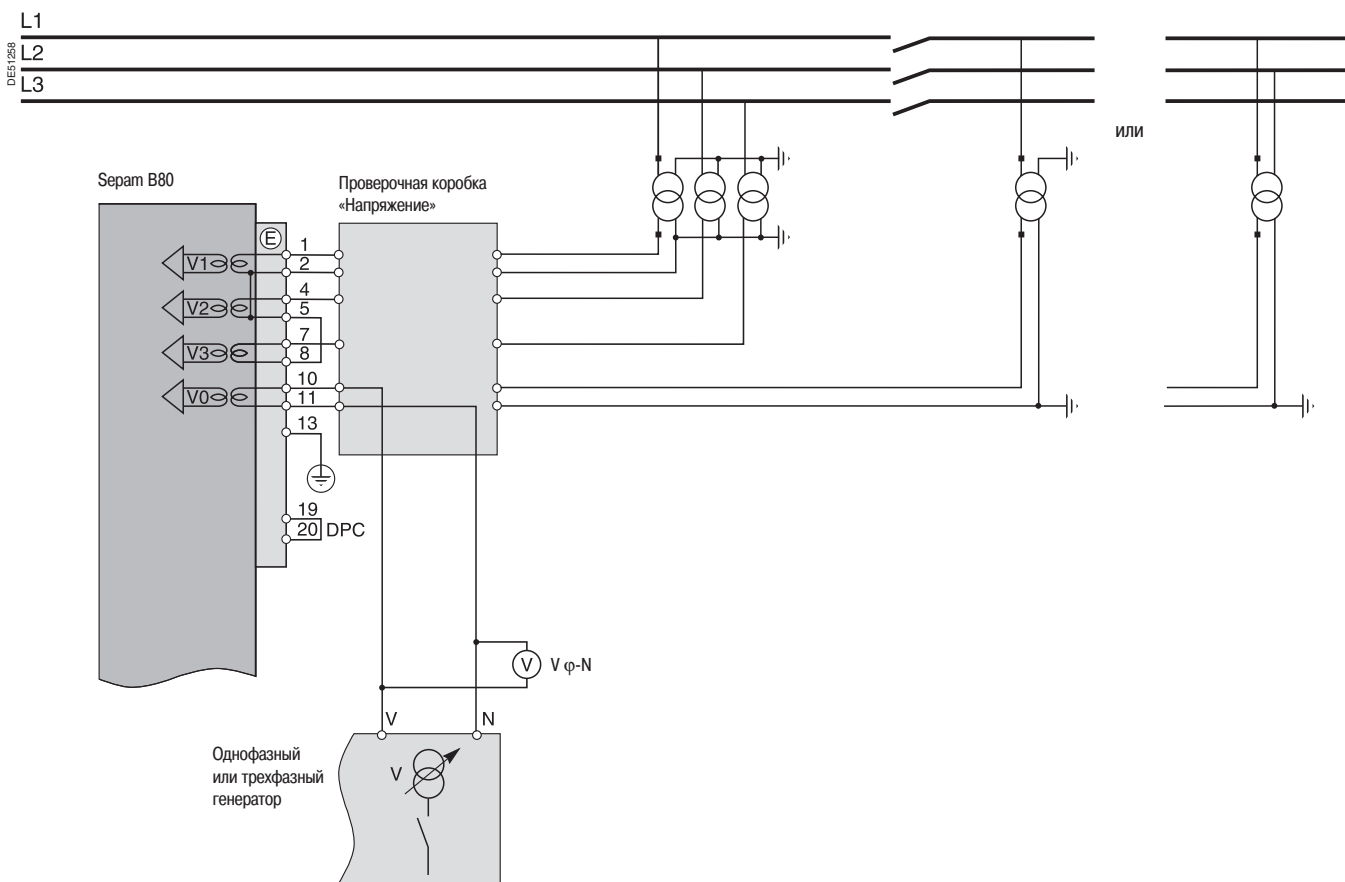 L1
DE51258
L2
L3
или
Sepam B80
Проверочная коробка
«Напряжение»
E
1
V1
2
4
V2
5
7
V3
8
10
V0
11
13
19
20 DPC
V
V φ-N
V
N
Однофазный
или трехфазный
генератор
V